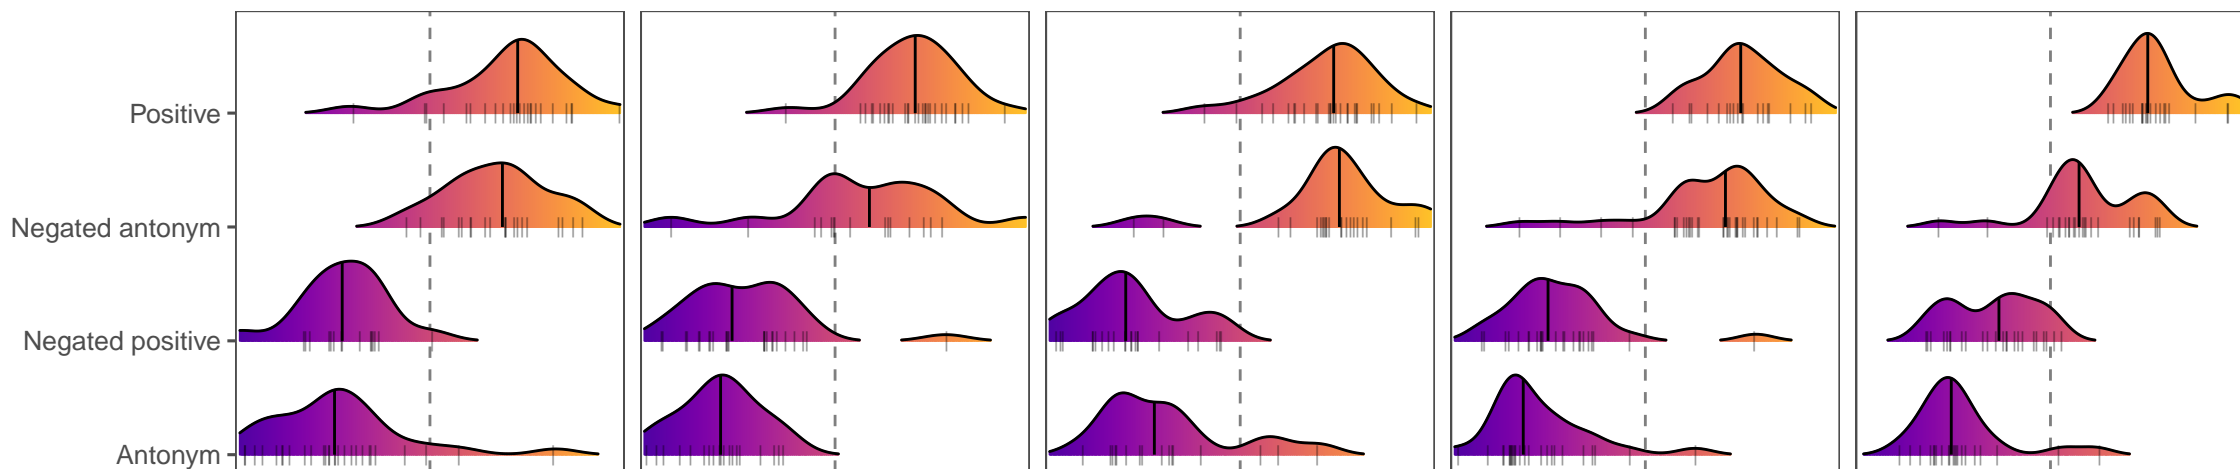 Positive
Negated antonym
Negated positive
Antonym